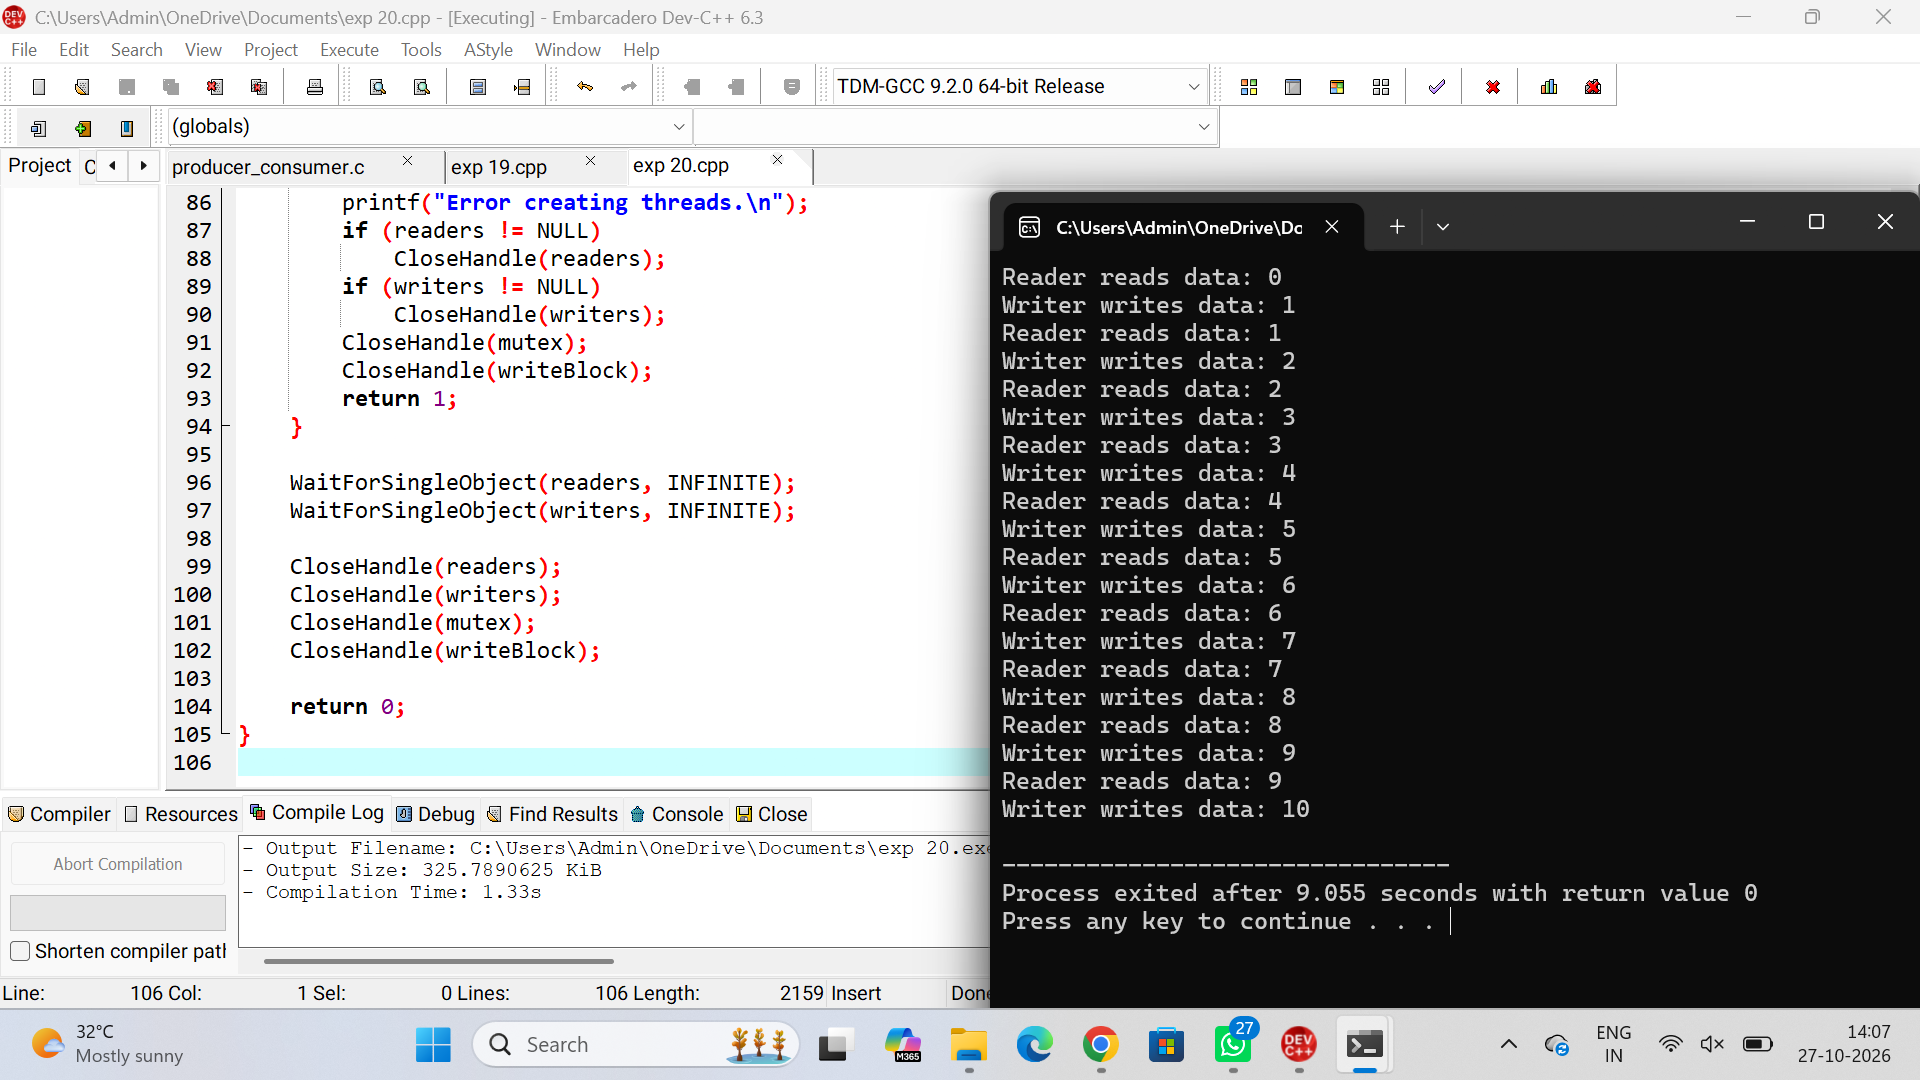 C:\Users\Admin\OneDrive\Documents\exp 20.cpp - [Executing] - Embarcadero Dev-C++ 6.3
File Edit Search View Project Execute Tools AStyle Window Help
TDM-GCC 9.2.0 64-bit Release
(globals)
Project C
producer_consumer.c exp 19.cpp exp 20.cpp
86 printf("Error creating threads.\n");
87 if (readers != NULL)
88 CloseHandle(readers);
89 if (writers != NULL)
90 CloseHandle(writers);
91 CloseHandle(mutex);
92 CloseHandle(writeBlock);
93 return 1;
94 }
95
96 WaitForSingleObject(readers, INFINITE);
97 WaitForSingleObject(writers, INFINITE);
98
99 CloseHandle(readers);
100 CloseHandle(writers);
101 CloseHandle(mutex);
102 CloseHandle(writeBlock);
103
104 return 0;
105 }
106
C:\Users\Admin\OneDrive\Dc
Reader reads data: 0
Writer writes data: 1
Reader reads data: 1
Writer writes data: 2
Reader reads data: 2
Writer writes data: 3
Reader reads data: 3
Writer writes data: 4
Reader reads data: 4
Writer writes data: 5
Reader reads data: 5
Writer writes data: 6
Reader reads data: 6
Writer writes data: 7
Reader reads data: 7
Writer writes data: 8
Reader reads data: 8
Writer writes data: 9
Reader reads data: 9
Writer writes data: 10
--------------------------------
Process exited after 9.055 seconds with return value 0
Press any key to continue . . .
Compiler Resources Compile Log Debug Find Results Console Close
Abort Compilation
Shorten compiler patl
- Output Filename: C:\Users\Admin\OneDrive\Documents\exp 20.exe
- Output Size: 325.7890625 KiB
- Compilation Time: 1.33s
Line: 106 Col: 1 Sel: 0 Lines: 106 Length: 2159 Insert Done
32°C
Mostly sunny
Search
M365
27
DEV C++
ENG
IN
14:07
27-10-2026